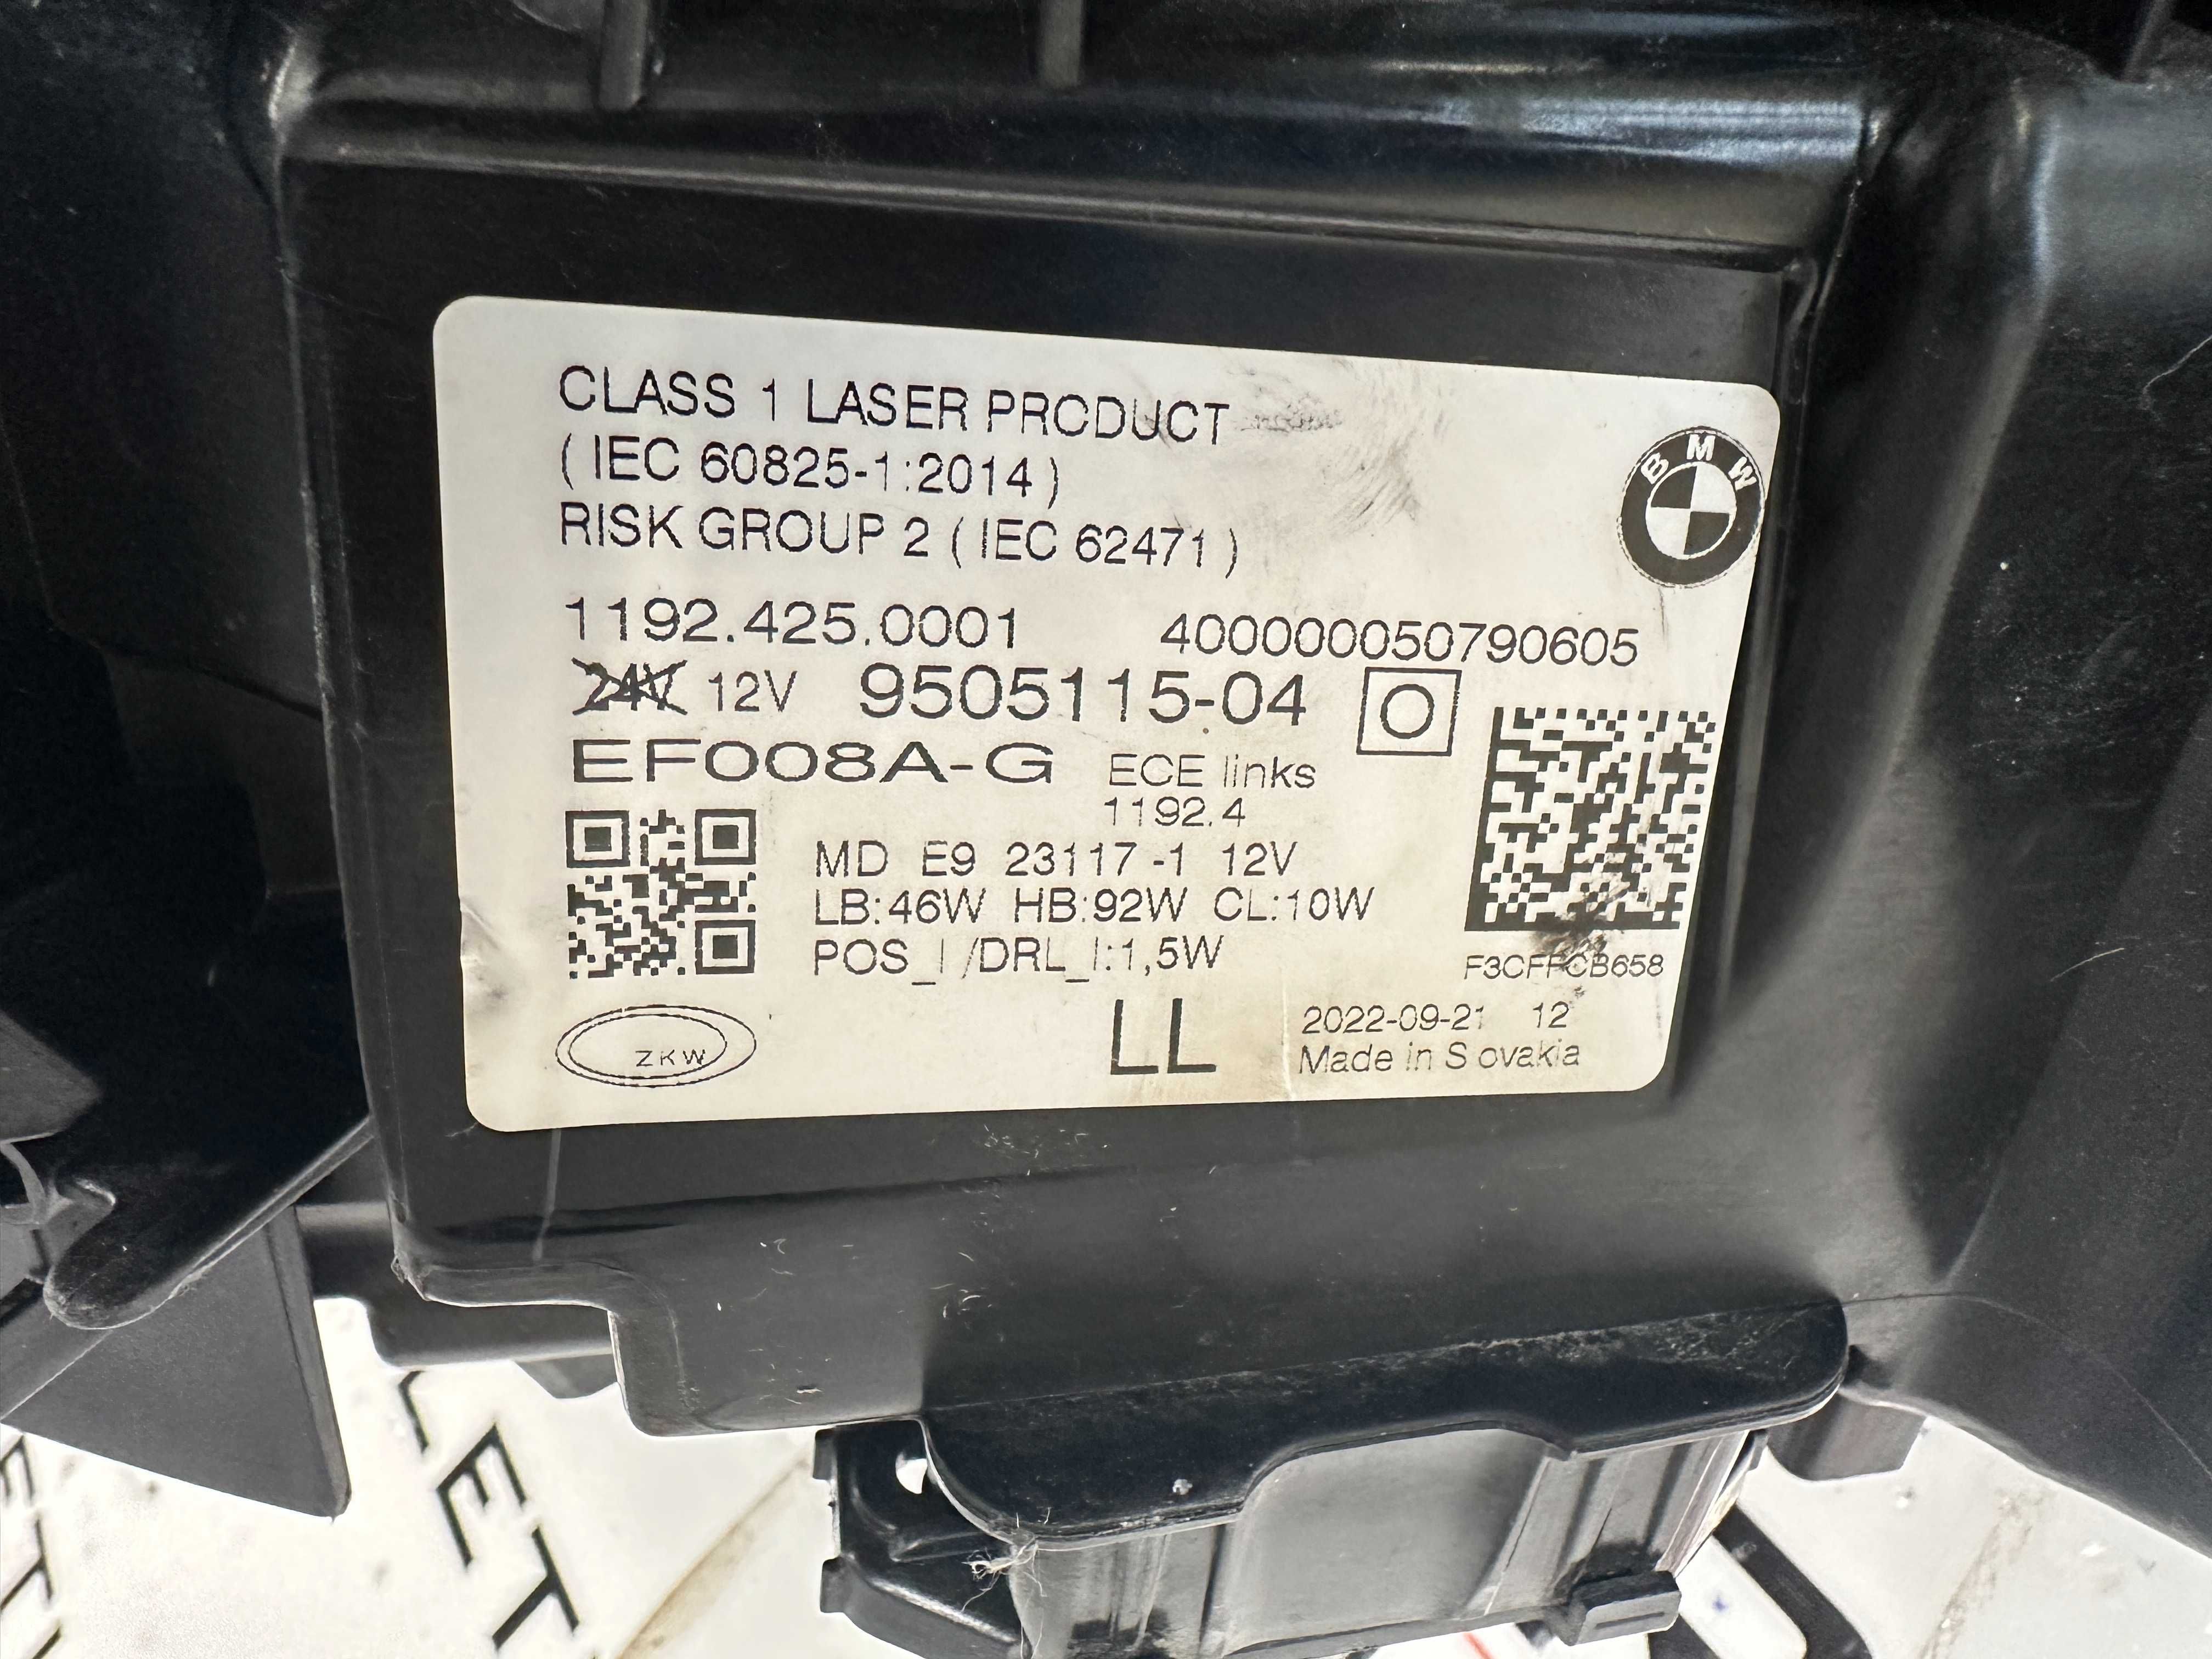 CLASS 1 LASER PRODUCT
( IEC 60825-1:2014 )
RISK GROUP 2 ( IEC 62471 )
BMW
1192.425.0001 400000050790605
24V 12V 9505115-04 O
EF008A-G ECE links
1192.4
MD E9 23117 -1 12V
LB:46W HB:92W CL:10W
POS_I /DRL_I:1,5W
ZKW
LL
2022-09-21 12
Made in Slovakia